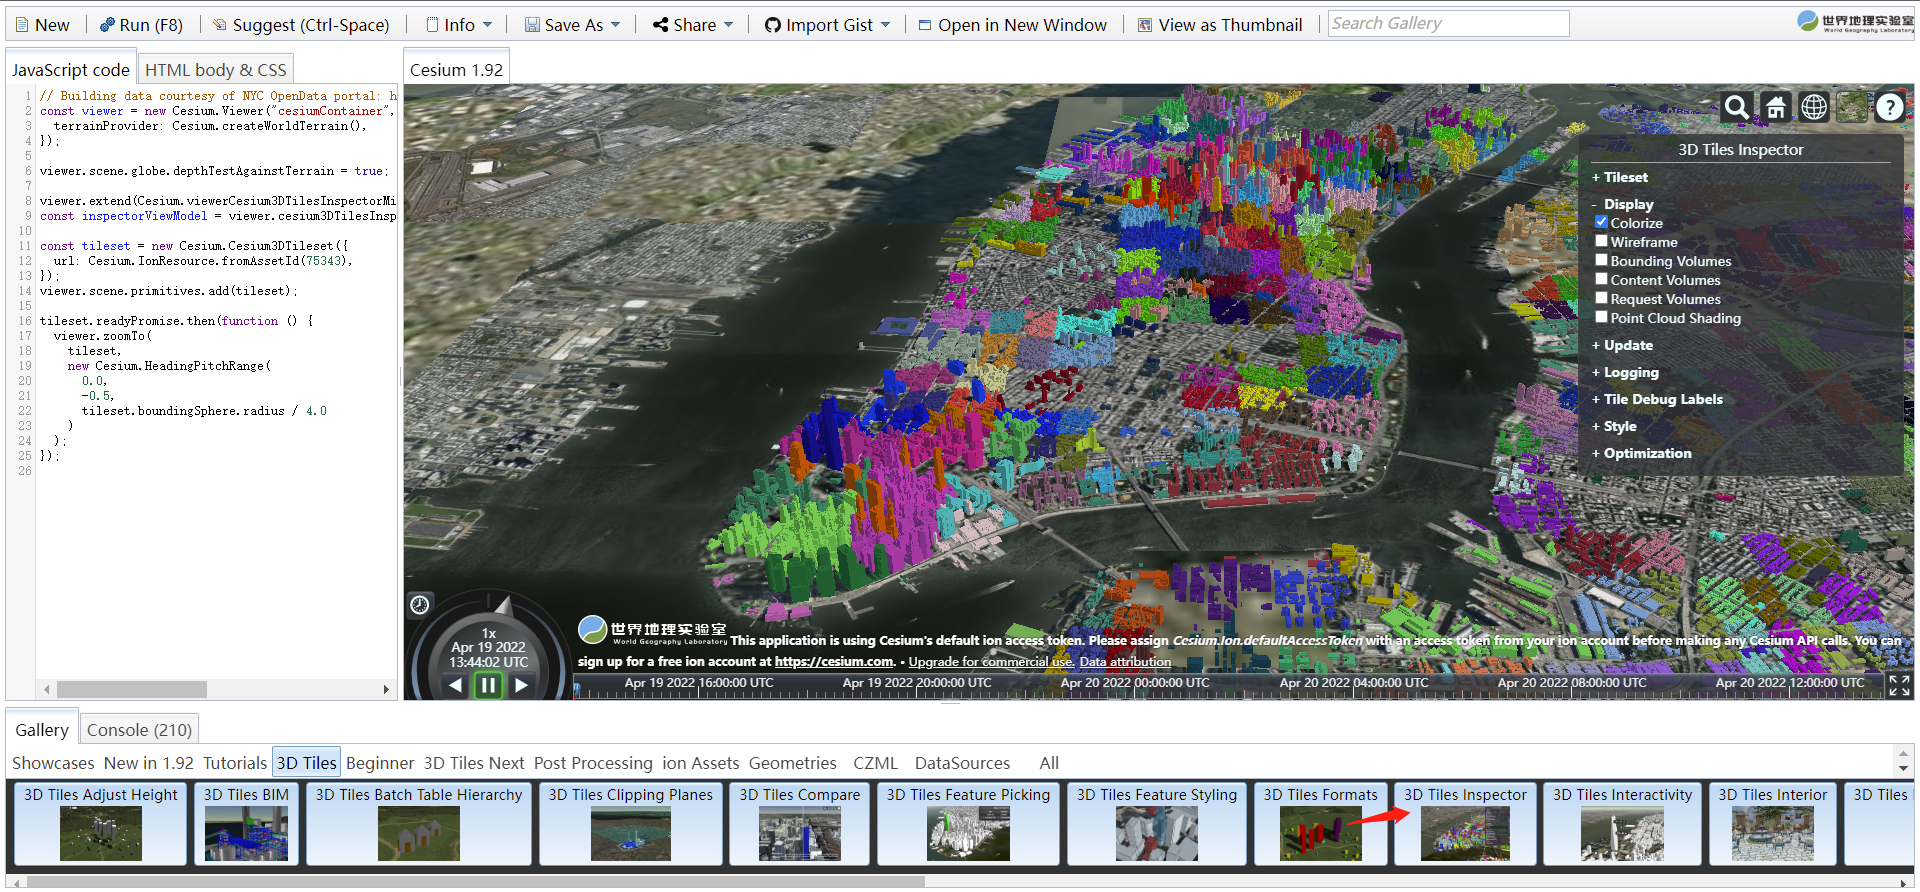 New
Run (F8)
Suggest (Ctrl-Space)
Info
Save As
Share
Import Gist
Open in New Window
View as Thumbnail
Search Gallery
世界地理实验室
World Geography Laboratory
JavaScript code
HTML body & CSS
Cesium 1.92
1 // Building data courtesy of NYC OpenData portal: h
2 const viewer = new Cesium.Viewer("cesiumContainer",
3 terrainProvider: Cesium.createWorldTerrain(),
4 });
5
6 viewer.scene.globe.depthTestAgainstTerrain = true;
7
8 viewer.extend(Cesium.viewerCesium3DTilesInspectorMi
9 const inspectorViewModel = viewer.cesium3DTilesInsp
10
11 const tileset = new Cesium.Cesium3DTileset({
12 url: Cesium.IonResource.fromAssetId(75343),
13 });
14 viewer.scene.primitives.add(tileset);
15
16 tileset.readyPromise.then(function () {
17 viewer.zoomTo(
18 tileset,
19 new Cesium.HeadingPitchRange(
20 0.0,
21 -0.5,
22 tileset.boundingSphere.radius / 4.0
23 )
24 );
25 });
26
?
3D Tiles Inspector
+ Tileset
- Display
Colorize
Wireframe
Bounding Volumes
Content Volumes
Request Volumes
Point Cloud Shading
+ Update
+ Logging
+ Tile Debug Labels
+ Style
+ Optimization
1x
Apr 19 2022
13:44:02 UTC
世界地理实验室
World Geography Laboratory
This application is using Cesium's default ion access token. Please assign Cesium.Ion.defaultAccessToken with an access token from your ion account before making any Cesium API calls. You can
sign up for a free ion account at https://cesium.com. • Upgrade for commercial use. Data attribution
Apr 19 2022 16:00:00 UTC
Apr 19 2022 20:00:00 UTC
Apr 20 2022 00:00:00 UTC
Apr 20 2022 04:00:00 UTC
Apr 20 2022 08:00:00 UTC
Apr 20 2022 12:00:00 UTC
Gallery
Console (210)
Showcases
New in 1.92
Tutorials
3D Tiles
Beginner
3D Tiles Next
Post Processing
ion Assets
Geometries
CZML
DataSources
All
3D Tiles Adjust Height
3D Tiles BIM
3D Tiles Batch Table Hierarchy
3D Tiles Clipping Planes
3D Tiles Compare
3D Tiles Feature Picking
3D Tiles Feature Styling
3D Tiles Formats
3D Tiles Inspector
3D Tiles Interactivity
3D Tiles Interior
3D Tiles